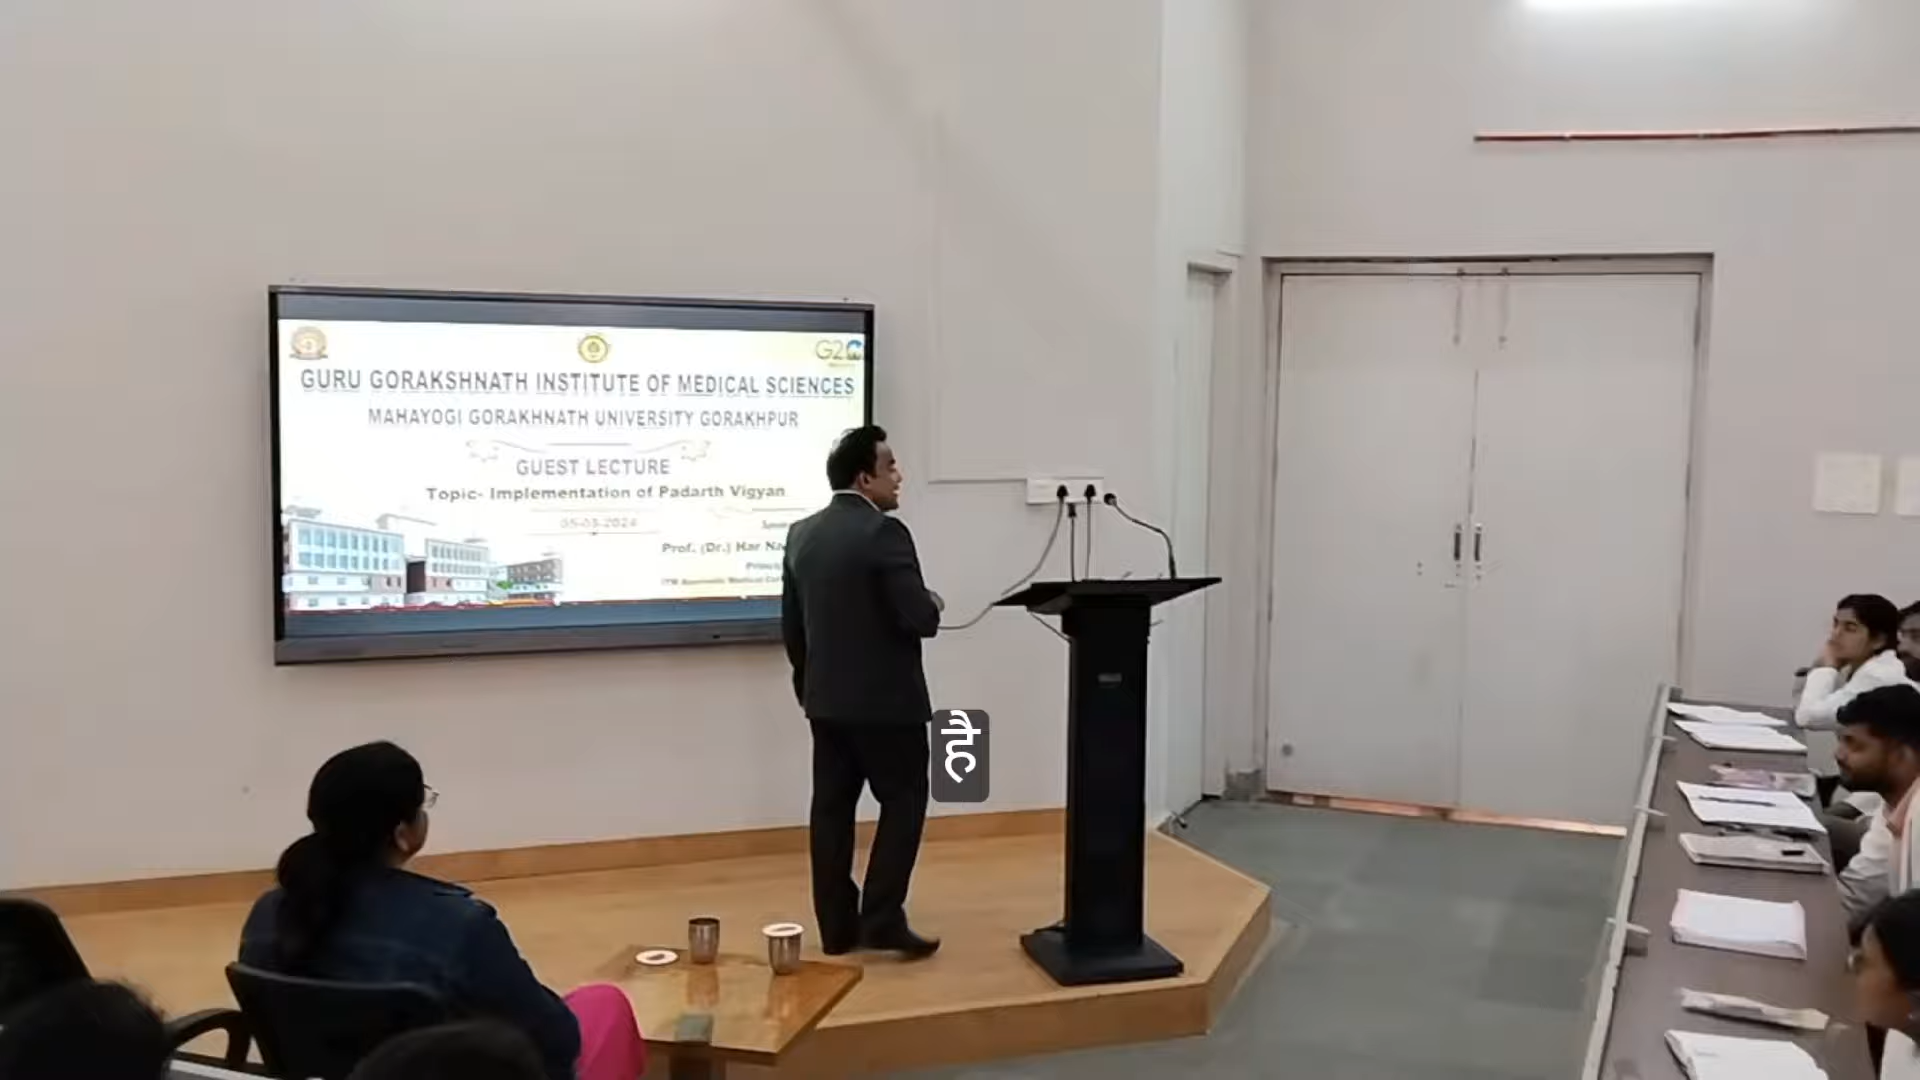 G20
GURU GORAKSHNATH INSTITUTE OF MEDICAL SCIENCES
MAHAYOGI GORAKHNATH UNIVERSITY GORAKHPUR
GUEST LECTURE
Topic- Implementation of Padarth Vigyan
05-03-2024
Prof. (Dr.) Har
हैं